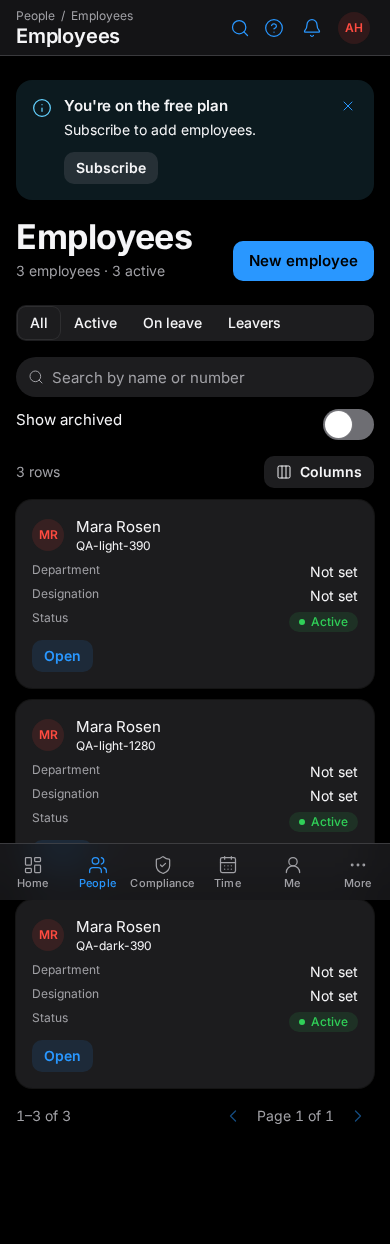 People / Employees
Employees
AH
You're on the free plan
Subscribe to add employees.
Subscribe
Employees
3 employees · 3 active
New employee
All Active On leave Leavers
Search by name or number
Show archived
3 rows
Columns
MR
Mara Rosen
QA-light-390
Department Not set
Designation Not set
Status Active
Open
MR
Mara Rosen
QA-light-1280
Department Not set
Designation Not set
Status Active
Home People Compliance Time Me More
MR
Mara Rosen
QA-dark-390
Department Not set
Designation Not set
Status Active
Open
1–3 of 3
Page 1 of 1